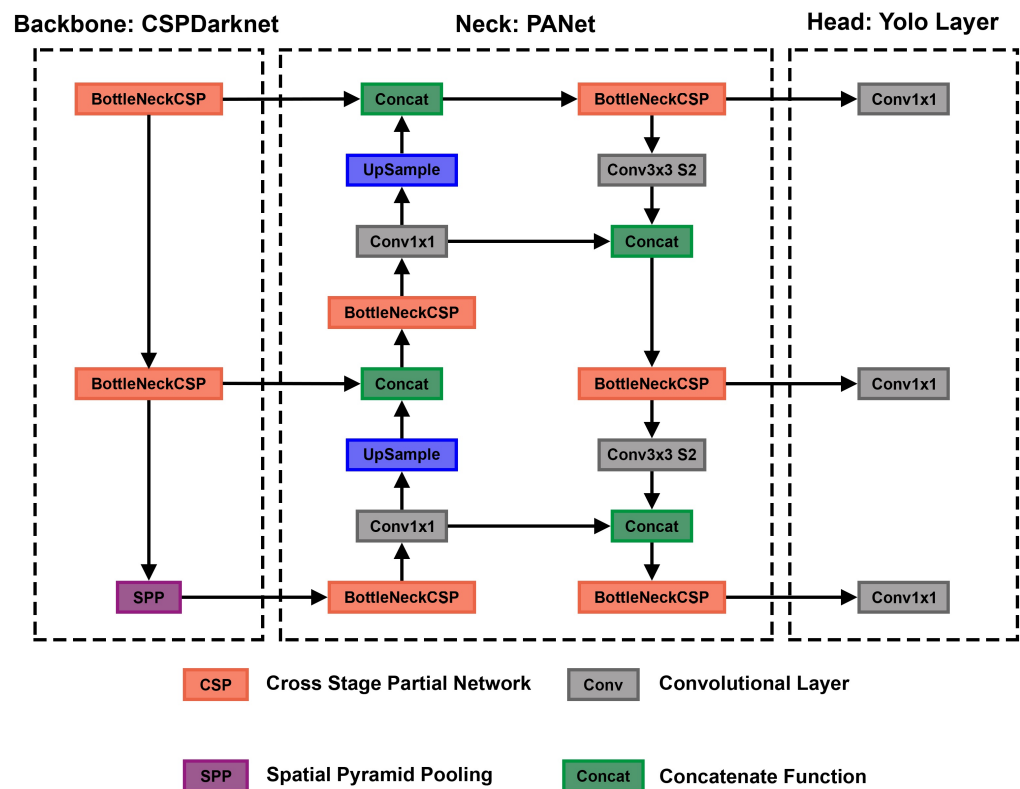 Backbone: CSPDarknet
Neck: PANet
Head: Yolo Layer
BottleNeckCSP
Concat
BottleNeckCSP
Conv1x1
UpSample
Conv3x3 S2
Conv1x1
Concat
BottleNeckCSP
BottleNeckCSP
Concat
BottleNeckCSP
Conv1x1
UpSample
Conv3x3 S2
Conv1x1
Concat
SPP
BottleNeckCSP
BottleNeckCSP
Conv1x1
CSP
Cross Stage Partial Network
Conv
Convolutional Layer
SPP
Spatial Pyramid Pooling
Concat
Concatenate Function